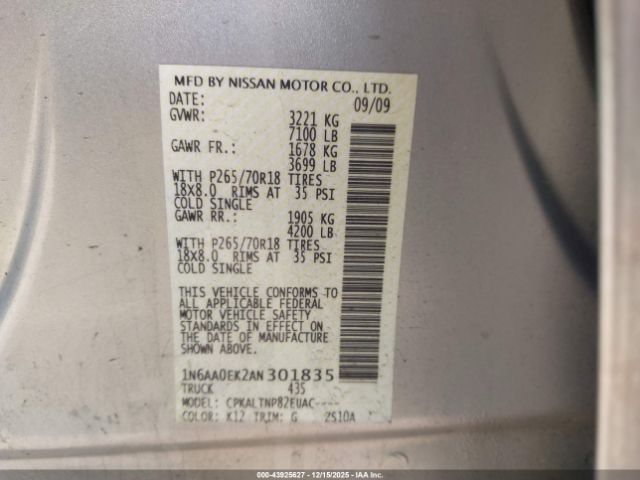 MFD BY NISSAN MOTOR CO., LTD.
DATE: 09/09
GVWR: 3221 KG
7100 LB
GAWR FR.: 1678 KG
3699 LB
WITH P265/70R18 TIRES
18X8.0 RIMS AT 35 PSI
COLD SINGLE
GAWR RR.: 1905 KG
4200 LB
WITH P265/70R18 TIRES
18X8.0 RIMS AT 35 PSI
COLD SINGLE
THIS VEHICLE CONFORMS TO
ALL APPLICABLE FEDERAL
MOTOR VEHICLE SAFETY
STANDARDS IN EFFECT ON
THE DATE OF MANUFACTURE
SHOWN ABOVE.
1N6AA0EK2AN301835
TRUCK 435
MODEL: CPKALTNP82EUAC----
COLOR: K12 TRIM: G 2S10A
000-43925627 - 12/15/2025 - IAA Inc.